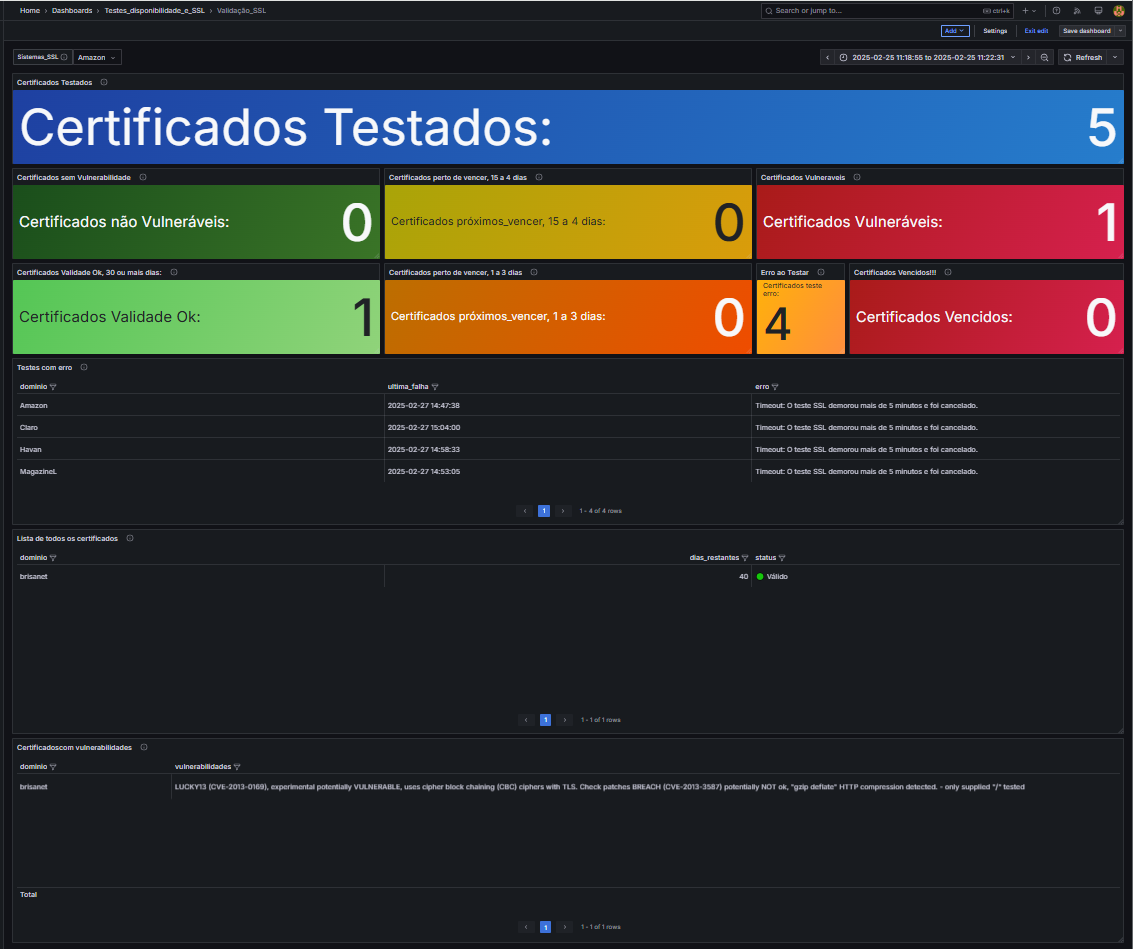 Home › Dashboards › Testes_disponibilidade_e_SSL › Validação_SSL
Search or jump to... ctrl+k
Add Settings Exit edit Save dashboard
Sistemas_SSL Amazon 2025-02-25 11:18:55 to 2025-02-25 11:22:31 Refresh
Certificados Testados
Certificados Testados: 5
Certificados sem Vulnerabilidade
Certificados não Vulneráveis: 0
Certificados perto de vencer, 15 a 4 dias
Certificados próximos_vencer, 15 a 4 dias: 0
Certificados Vulneraveis
Certificados Vulneráveis: 1
Certificados Validade Ok, 30 ou mais dias:
Certificados Validade Ok: 1
Certificados perto de vencer, 1 a 3 dias
Certificados próximos_vencer, 1 a 3 dias: 0
Erro ao Testar
Certificados teste
erro:
4
Certificados Vencidos!!!
Certificados Vencidos: 0
Testes com erro
dominio ultima_falha erro
Amazon 2025-02-27 14:47:38 Timeout: O teste SSL demorou mais de 5 minutos e foi cancelado.
Claro 2025-02-27 15:04:00 Timeout: O teste SSL demorou mais de 5 minutos e foi cancelado.
Havan 2025-02-27 14:58:33 Timeout: O teste SSL demorou mais de 5 minutos e foi cancelado.
MagazineL 2025-02-27 14:53:05 Timeout: O teste SSL demorou mais de 5 minutos e foi cancelado.
‹ 1 › 1 - 4 of 4 rows
Lista de todos os certificados
dominio dias_restantes status
brisanet 40 Válido
‹ 1 › 1 - 1 of 1 rows
Certificadoscom vulnerabilidades
dominio vulnerabilidades
brisanet LUCKY13 (CVE-2013-0169), experimental potentially VULNERABLE, uses cipher block chaining (CBC) ciphers with TLS. Check patches BREACH (CVE-2013-3587) potentially NOT ok, "gzip deflate" HTTP compression detected. - only supplied "/" tested
Total
‹ 1 › 1 - 1 of 1 rows